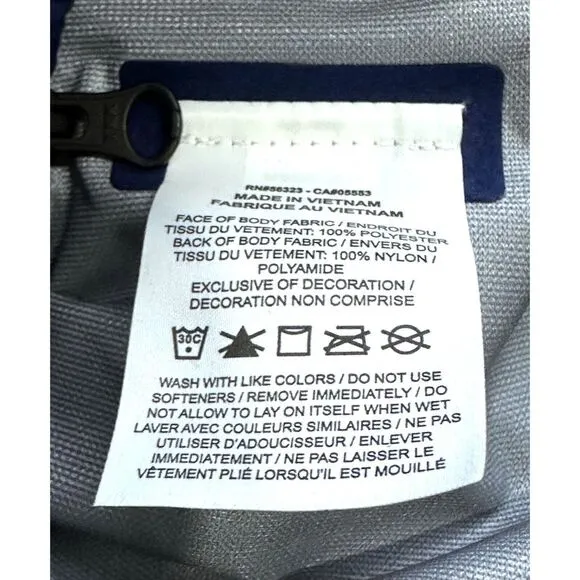 RN#56323 - CA#05553
MADE IN VIETNAM
FABRIQUE AU VIETNAM
FACE OF BODY FABRIC / ENDROIT DU
TISSU DU VETEMENT: 100% POLYESTER
BACK OF BODY FABRIC / ENVERS DU
TISSU DU VETEMENT: 100% NYLON /
POLYAMIDE
EXCLUSIVE OF DECORATION /
DECORATION NON COMPRISE
30C
WASH WITH LIKE COLORS / DO NOT USE
SOFTENERS / REMOVE IMMEDIATELY / DO
NOT ALLOW TO LAY ON ITSELF WHEN WET
LAVER AVEC COULEURS SIMILAIRES / NE PAS
UTILISER D'ADOUCISSEUR / ENLEVER
IMMEDIATEMENT / NE PAS LAISSER LE
VÊTEMENT PLIÉ LORSQU'IL EST MOUILLÉ